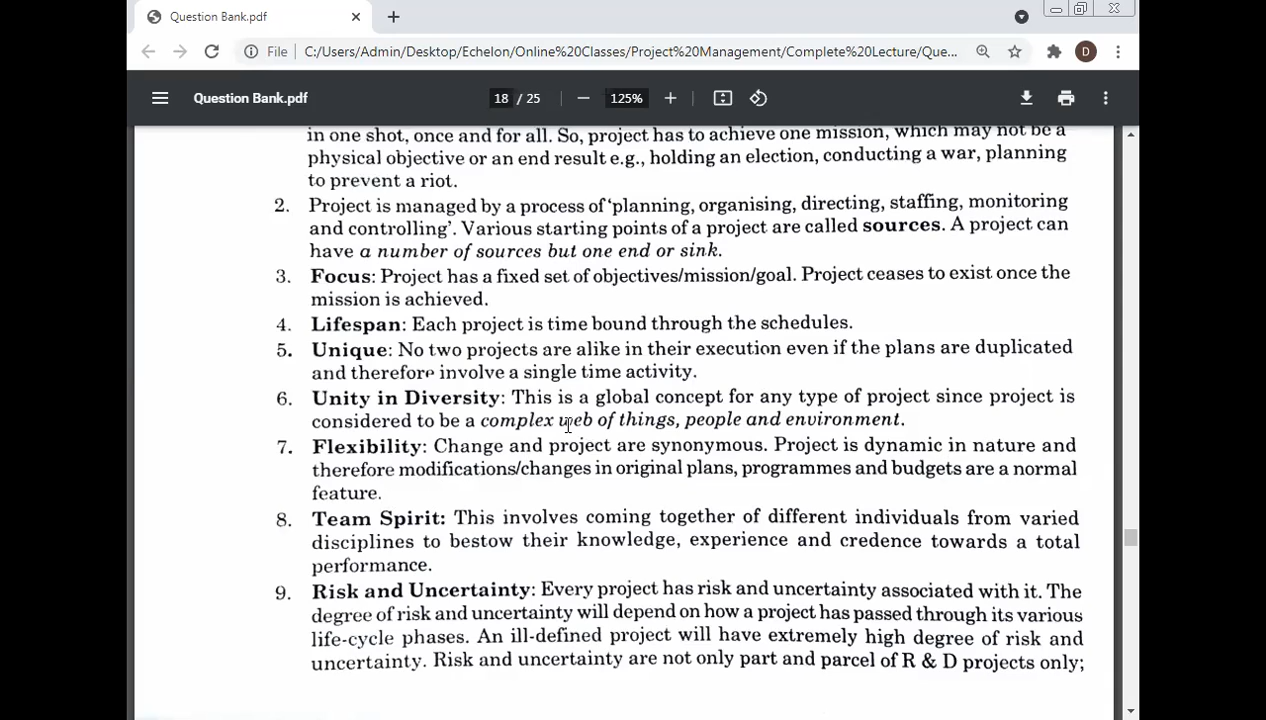 Question Bank.pdf
File C:/Users/Admin/Desktop/Echelon/Online%20Classes/Project%20Management/Complete%20Lecture/Que...
D
Question Bank.pdf 18 / 25 125%
in one shot, once and for all. So, project has to achieve one mission, which may not be a
physical objective or an end result e.g., holding an election, conducting a war, planning
to prevent a riot.
2. Project is managed by a process of 'planning, organising, directing, staffing, monitoring
and controlling'. Various starting points of a project are called sources. A project can
have a number of sources but one end or sink.
3. Focus: Project has a fixed set of objectives/mission/goal. Project ceases to exist once the
mission is achieved.
4. Lifespan: Each project is time bound through the schedules.
5. Unique: No two projects are alike in their execution even if the plans are duplicated
and therefore involve a single time activity.
6. Unity in Diversity: This is a global concept for any type of project since project is
considered to be a complex web of things, people and environment.
7. Flexibility: Change and project are synonymous. Project is dynamic in nature and
therefore modifications/changes in original plans, programmes and budgets are a normal
feature.
8. Team Spirit: This involves coming together of different individuals from varied
disciplines to bestow their knowledge, experience and credence towards a total
performance.
9. Risk and Uncertainty: Every project has risk and uncertainty associated with it. The
degree of risk and uncertainty will depend on how a project has passed through its various
life-cycle phases. An ill-defined project will have extremely high degree of risk and
uncertainty. Risk and uncertainty are not only part and parcel of R & D projects only;